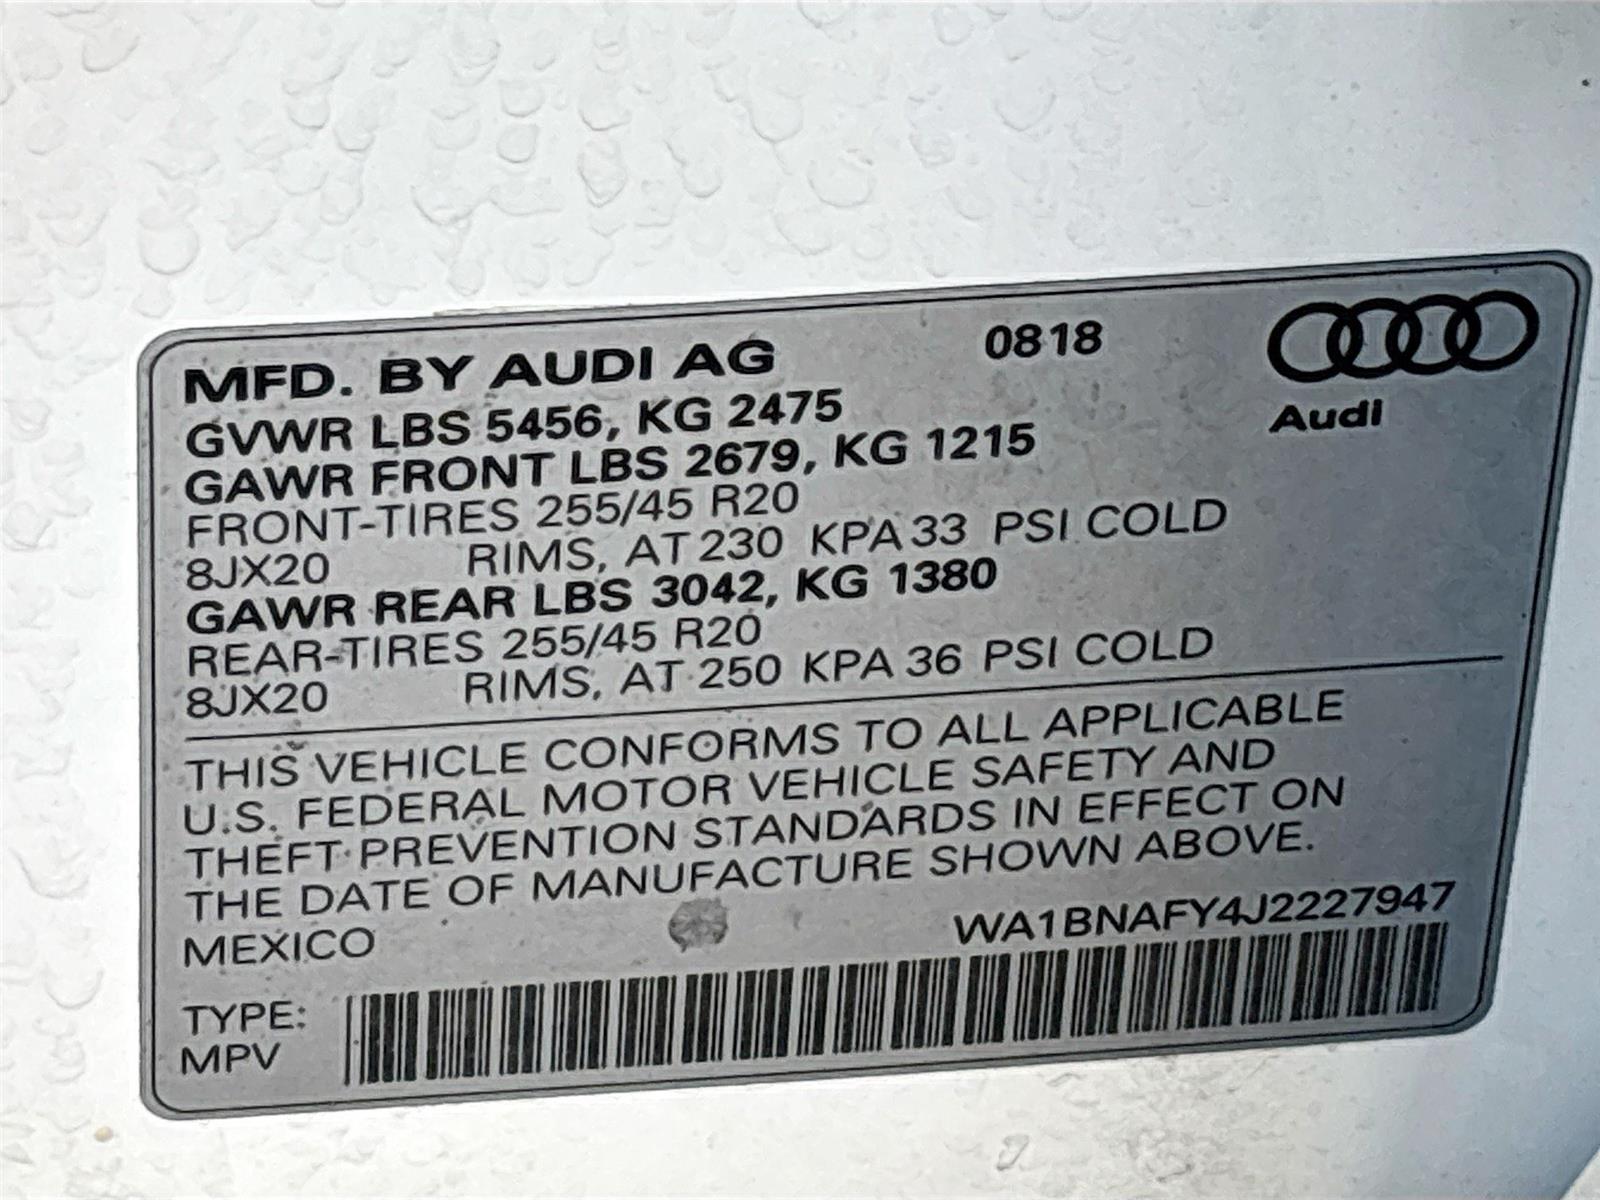 MFD. BY AUDI AG 0818
Audi
GVWR LBS 5456, KG 2475
GAWR FRONT LBS 2679, KG 1215
FRONT-TIRES 255/45 R20
8JX20 RIMS, AT 230 KPA 33 PSI COLD
GAWR REAR LBS 3042, KG 1380
REAR-TIRES 255/45 R20
8JX20 RIMS, AT 250 KPA 36 PSI COLD
THIS VEHICLE CONFORMS TO ALL APPLICABLE
U.S. FEDERAL MOTOR VEHICLE SAFETY AND
THEFT PREVENTION STANDARDS IN EFFECT ON
THE DATE OF MANUFACTURE SHOWN ABOVE.
MEXICO WA1BNAFY4J2227947
TYPE:
MPV